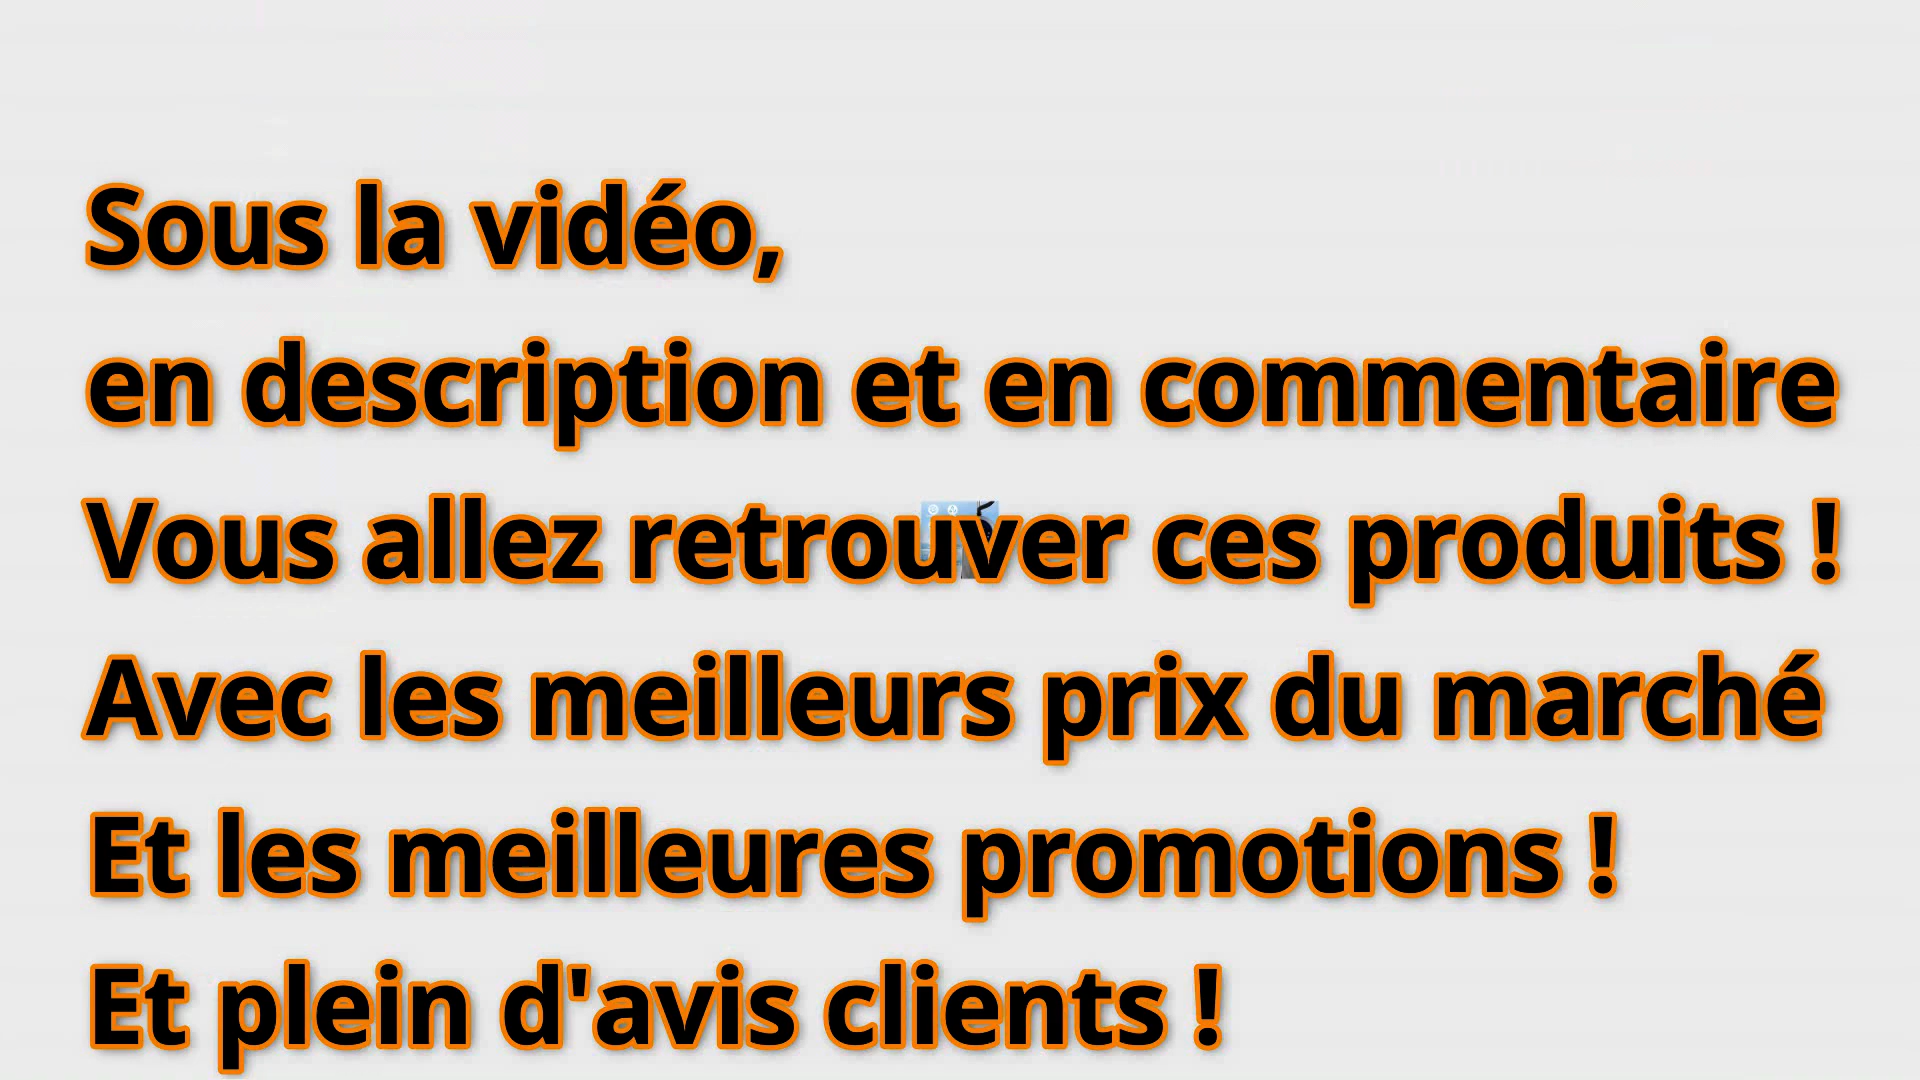 Sous la vidéo,
en description et en commentaire
Vous allez retrouver ces produits !
Avec les meilleurs prix du marché
Et les meilleures promotions !
Et plein d'avis clients !